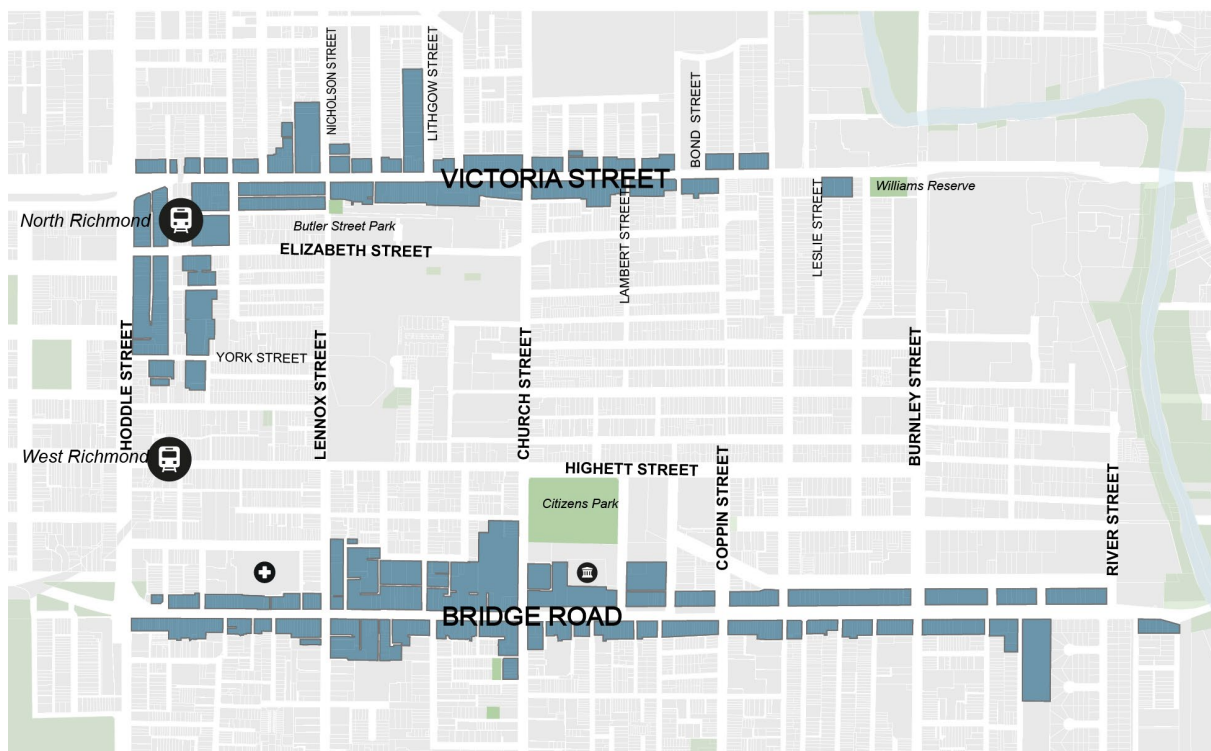 NICHOLSON STREET
LITHGOW STREET
BOND STREET
VICTORIA STREET
Williams Reserve
North Richmond
Butler Street Park
ELIZABETH STREET
LAMBERT STREET
LESLIE STREET
HODDLE STREET
YORK STREET
LENNOX STREET
CHURCH STREET
BURNLEY STREET
West Richmond
HIGHETT STREET
Citizens Park
COPPIN STREET
RIVER STREET
BRIDGE ROAD